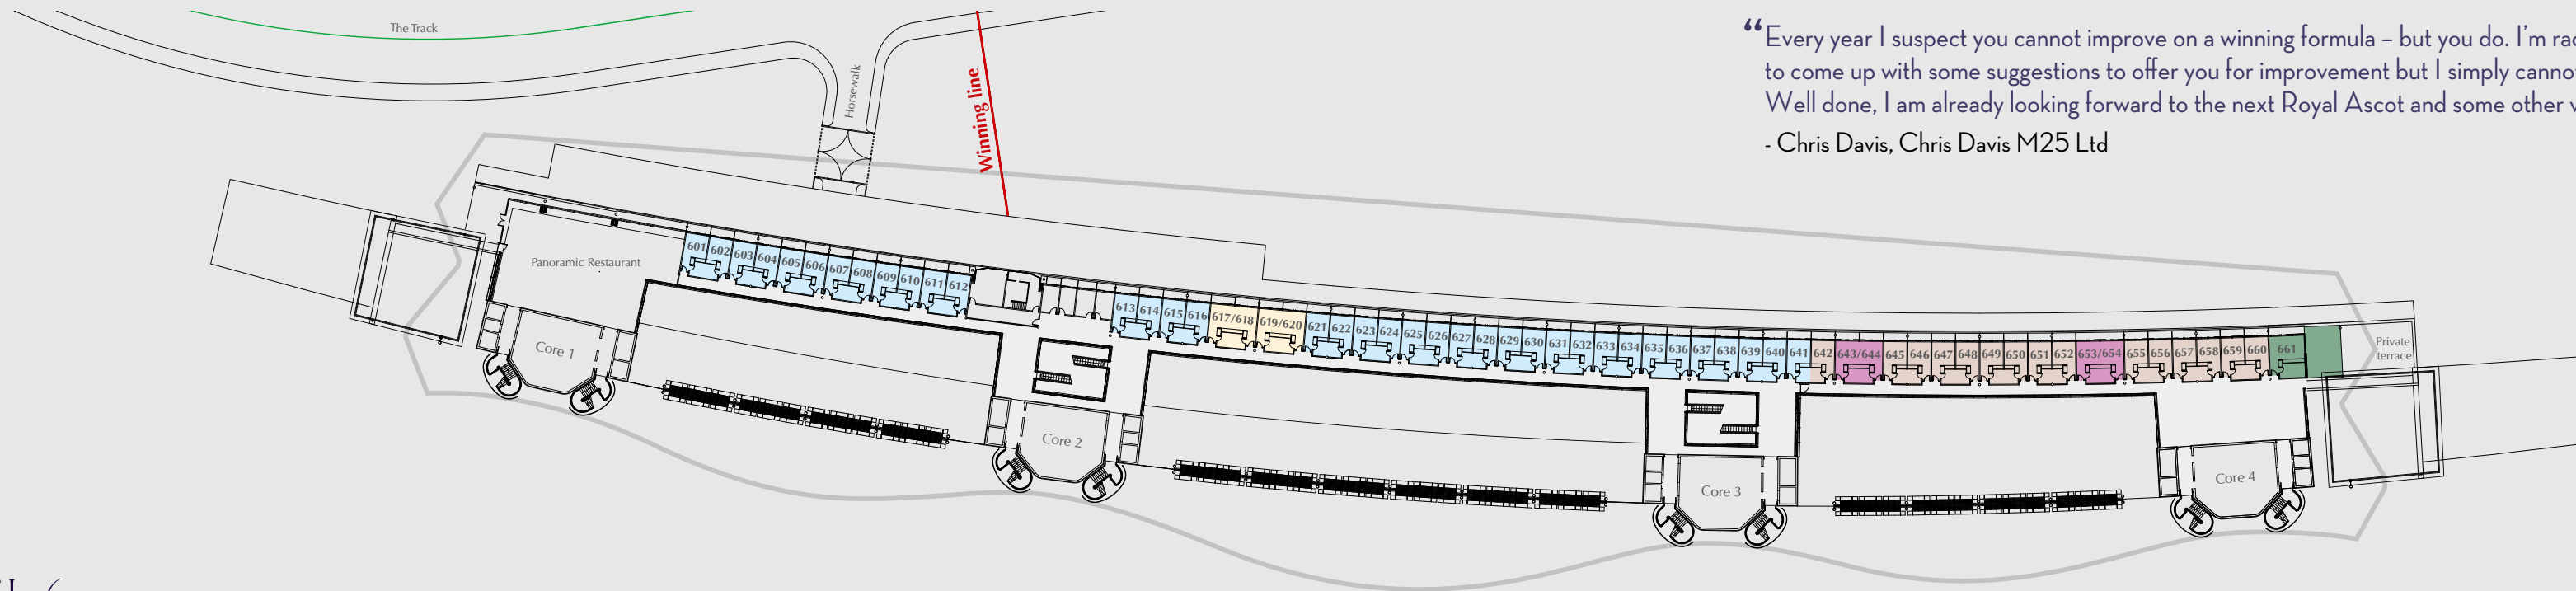 The Track
Horsewalk
Winning line
“Every year I suspect you cannot improve on a winning formula – but you do. I’m
to come up with some suggestions to offer you for improvement but I simply
Well done, I am already looking forward to the next Royal Ascot and some other
- Chris Davis, Chris Davis M25 Ltd
Panoramic Restaurant
601 602 603 604 605 606 607 608 609 610 611 612
613 614 615 616 617/618 619/620 621 622 623 624 625 626 627 628 629 630 631 632 633 634 635 636 637 638 639 640 641 642 643/644 645 646 647 648 649 650 651 652 653/654 655 656 657 658 659 660 661
Private
terrace
Core 1
Core 2
Core 3
Core 4